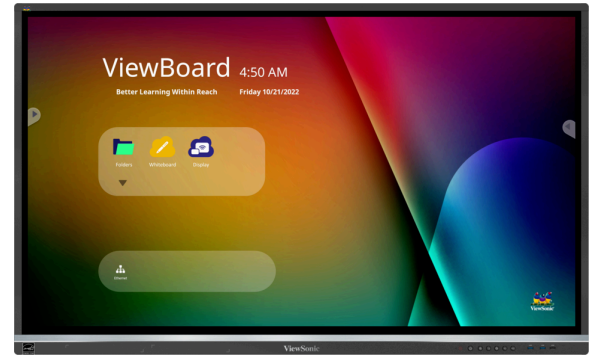 ViewBoard 4:50 AM
Better Learning Within Reach Friday 10/21/2022
Folders Whiteboard Display
Ethernet
ViewSonic
ViewSonic